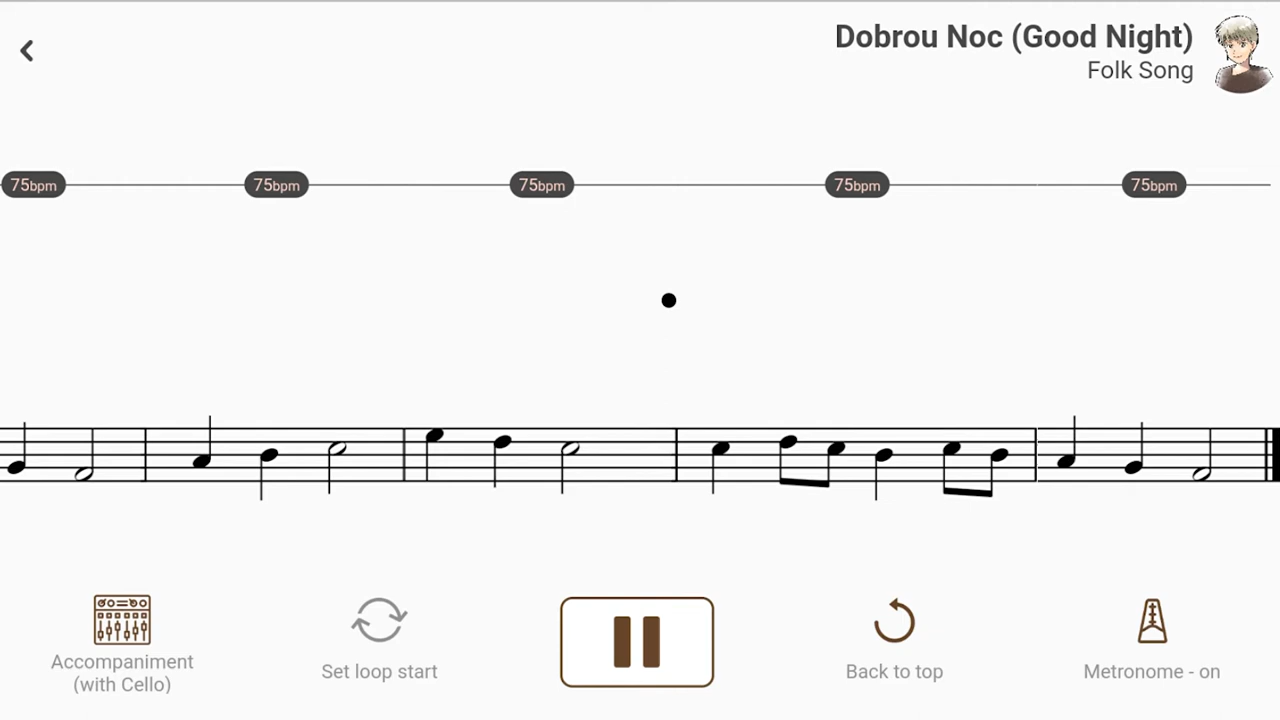 Dobrou Noc (Good Night)
Folk Song
75bpm 75bpm 75bpm 75bpm 75bpm
Accompaniment
(with Cello)
Set loop start
Back to top
Metronome - on